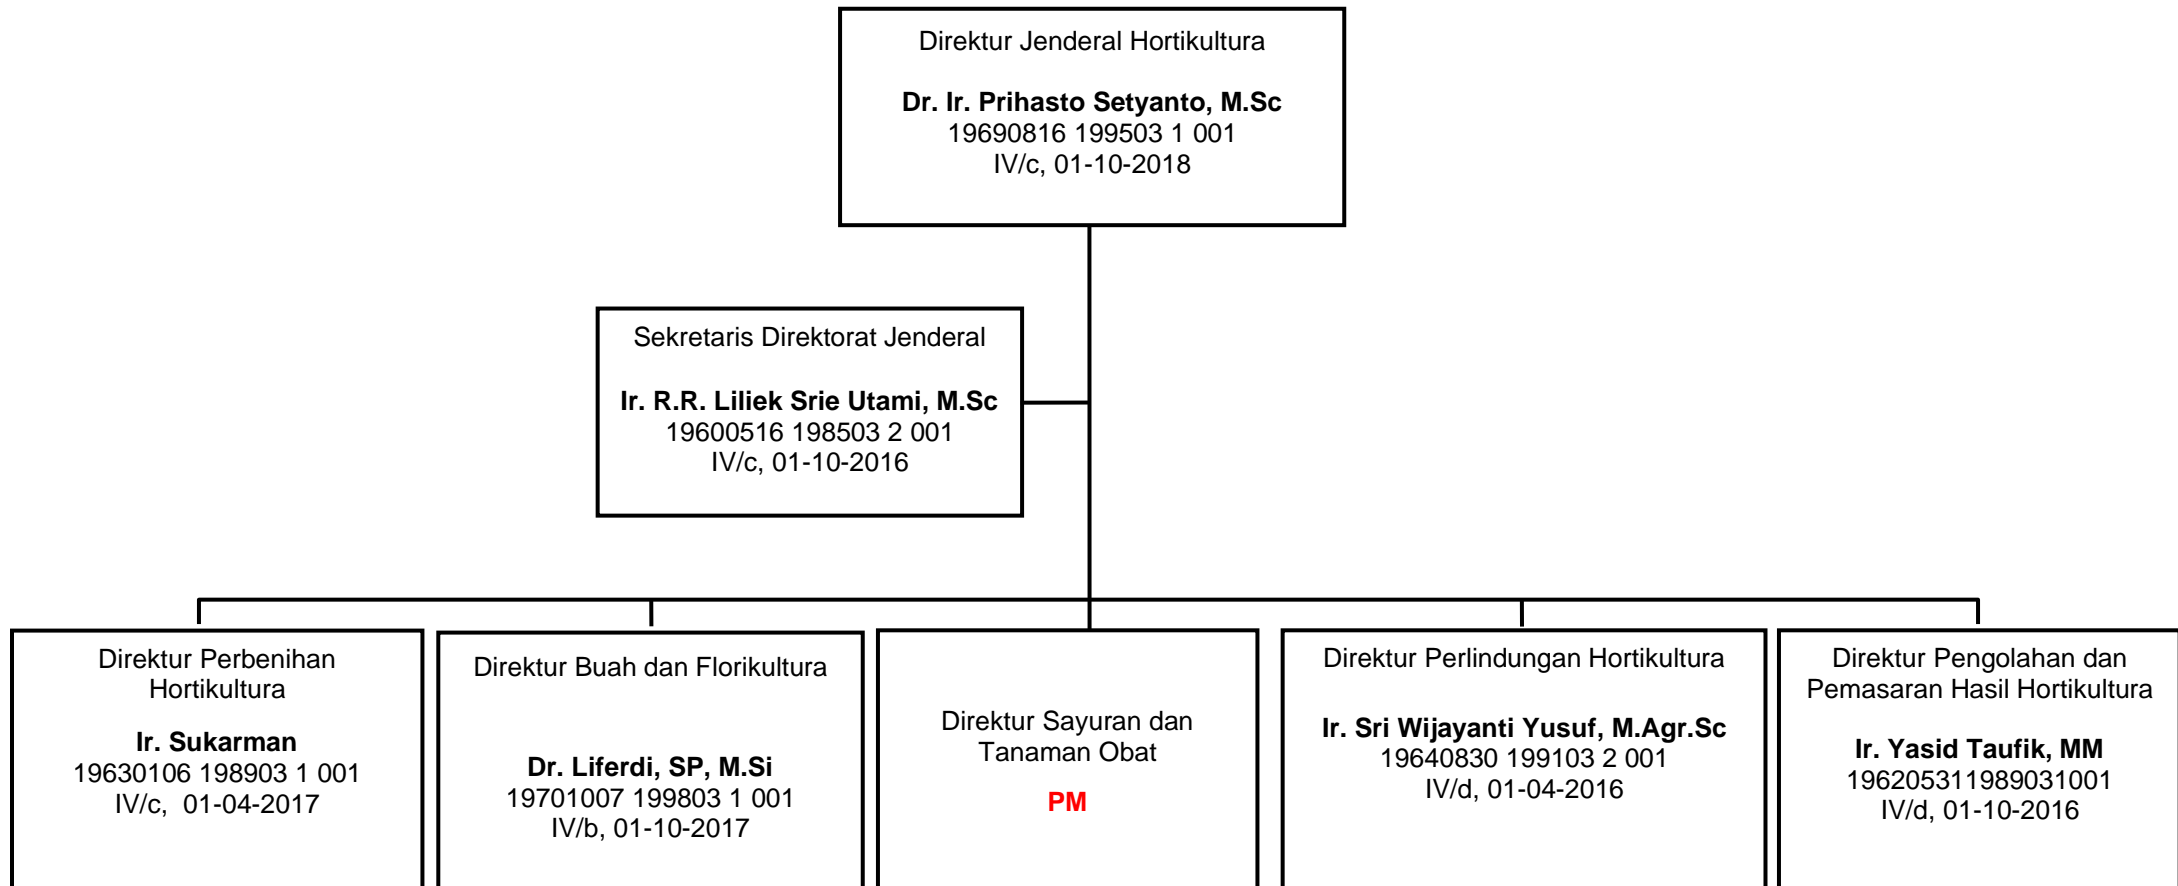 Direktur Jenderal Hortikultura
Dr. Ir. Prihasto Setyanto, M.Sc
19690816 199503 1 001
IV/c, 01-10-2018
Sekretaris Direktorat Jenderal
Ir. R.R. Liliek Srie Utami, M.Sc
19600516 198503 2 001
IV/c, 01-10-2016
Direktur Perbenihan
Hortikultura
Ir. Sukarman
19630106 198903 1 001
IV/c, 01-04-2017
Direktur Buah dan Florikultura
Dr. Liferdi, SP, M.Si
19701007 199803 1 001
IV/b, 01-10-2017
Direktur Sayuran dan
Tanaman Obat
PM
Direktur Perlindungan Hortikultura
Ir. Sri Wijayanti Yusuf, M.Agr.Sc
19640830 199103 2 001
IV/d, 01-04-2016
Direktur Pengolahan dan
Pemasaran Hasil Hortikultura
Ir. Yasid Taufik, MM
196205311989031001
IV/d, 01-10-2016